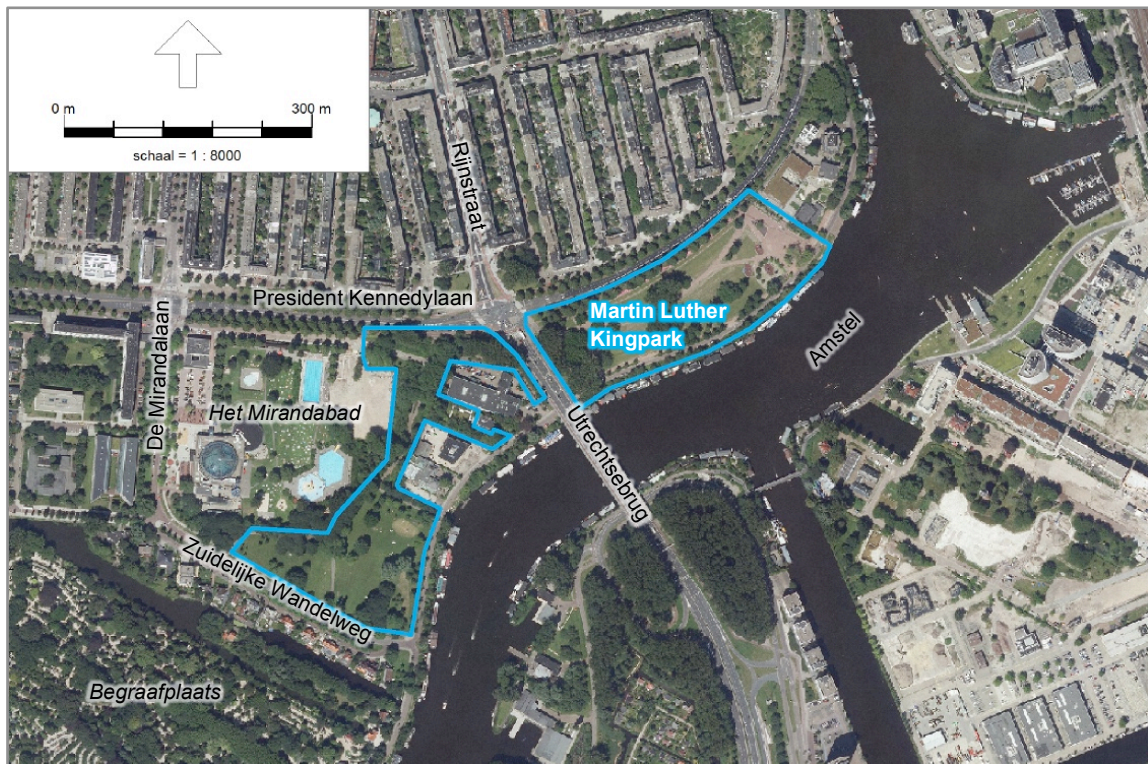 0 m 300 m
schaal = 1 : 8000
Rijnstraat
President Kennedylaan
Martin Luther
Kingpark
De Mirandalaan
Het Mirandabad
Amstel
Utrechtsebrug
Zuidelijke Wandelweg
Begraafplaats